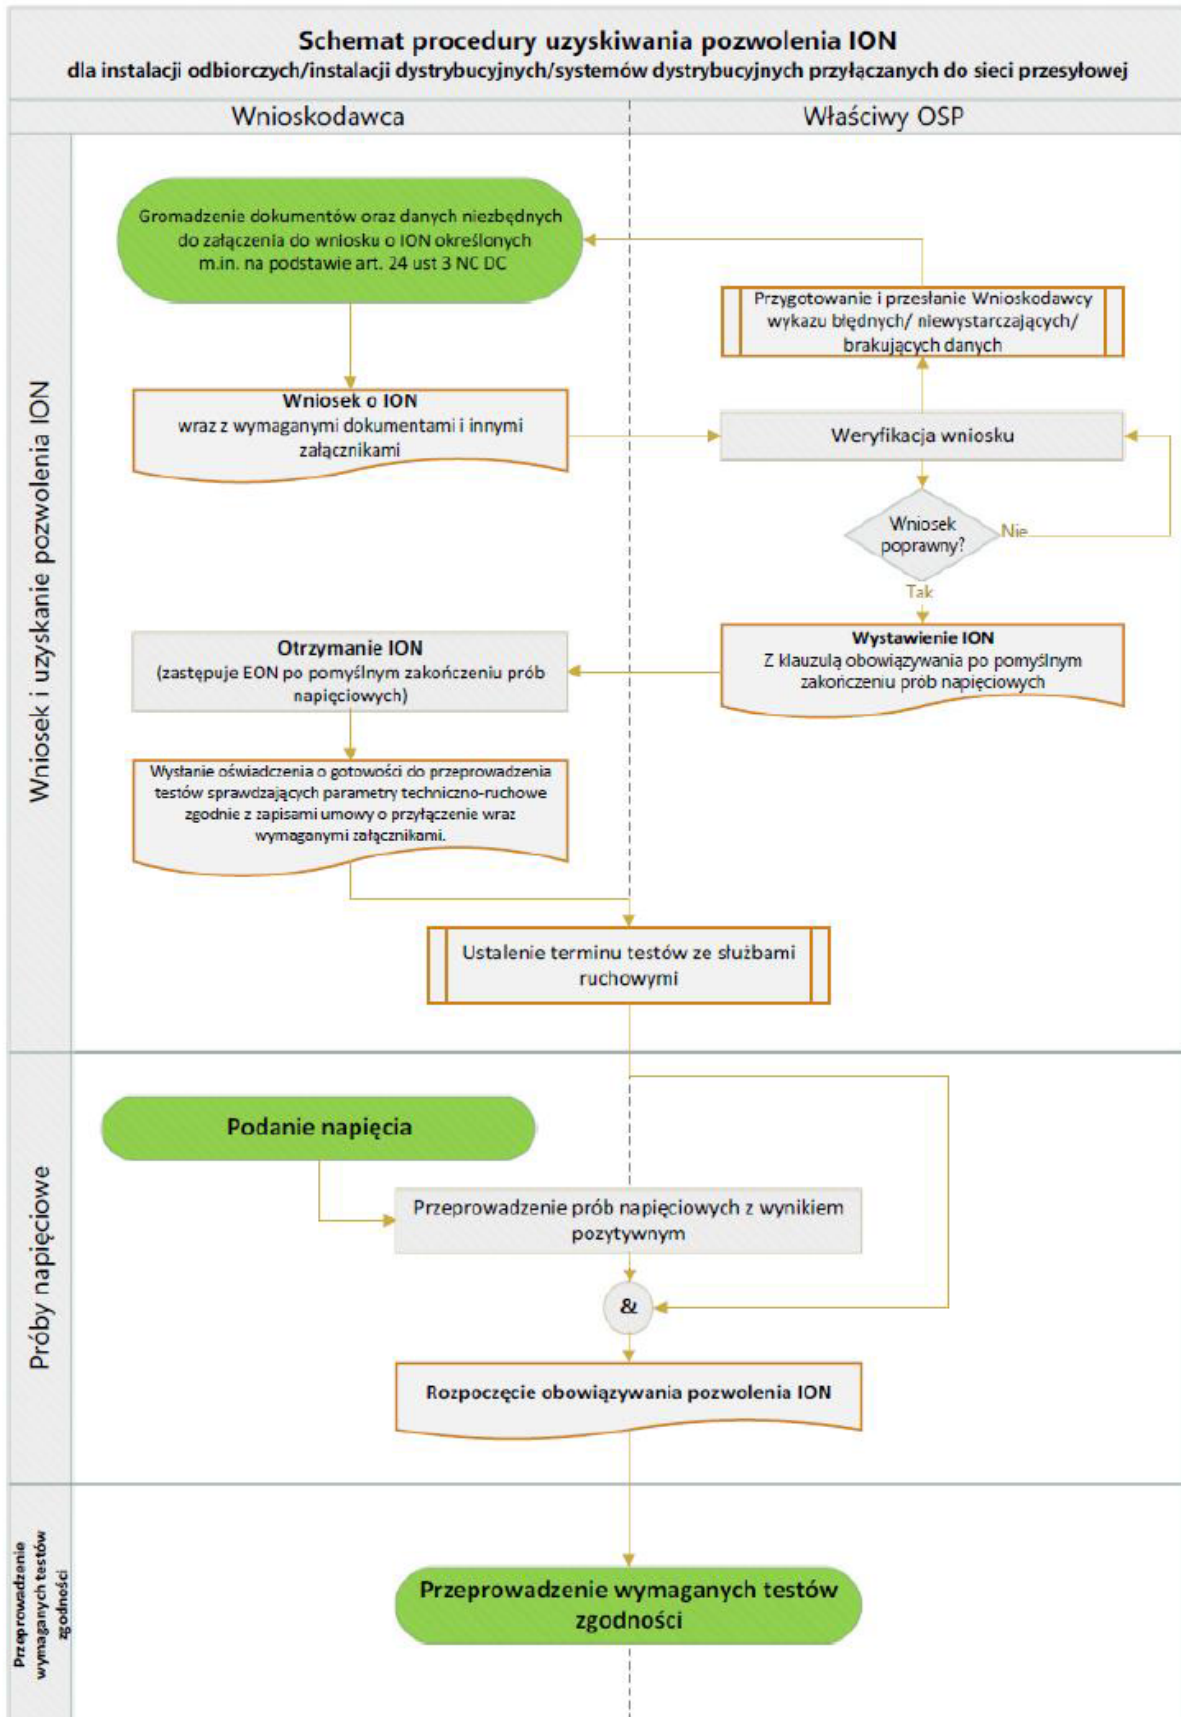 Schemat procedury uzyskiwania pozwolenia ION
dla instalacji odbiorczych/instalacji dystrybucyjnych/systemów dystrybucyjnych przyłączanych do sieci przesyłowej
Wnioskodawca
Właściwy OSP
Wniosek i uzyskanie pozwolenia ION
Gromadzenie dokumentów oraz danych niezbędnych
do załączenia do wniosku o ION określonych
m.in. na podstawie art. 24 ust 3 NC DC
Przygotowanie i przesłanie Wnioskodawcy
wykazu błędnych/ niewystarczających/
brakujących danych
Wniosek o ION
wraz z wymaganymi dokumentami i innymi
załącznikami
Weryfikacja wniosku
Wniosek
poprawny?
Nie
Tak
Wystawienie ION
Z klauzulą obowiązywania po pomyślnym
zakończeniu prób napięciowych
Otrzymanie ION
(zastępuje EON po pomyślnym zakończeniu prób
napięciowych)
Wysłanie oświadczenia o gotowości do przeprowadzenia
testów sprawdzających parametry techniczno-ruchowe
zgodnie z zapisami umowy o przyłączenie wraz
wymaganymi załącznikami.
Ustalenie terminu testów ze służbami
ruchowymi
Próby napięciowe
Podanie napięcia
Przeprowadzenie prób napięciowych z wynikiem
pozytywnym
&
Rozpoczęcie obowiązywania pozwolenia ION
Przeprowadzenie
wymaganych testów
zgodności
Przeprowadzenie wymaganych testów
zgodności